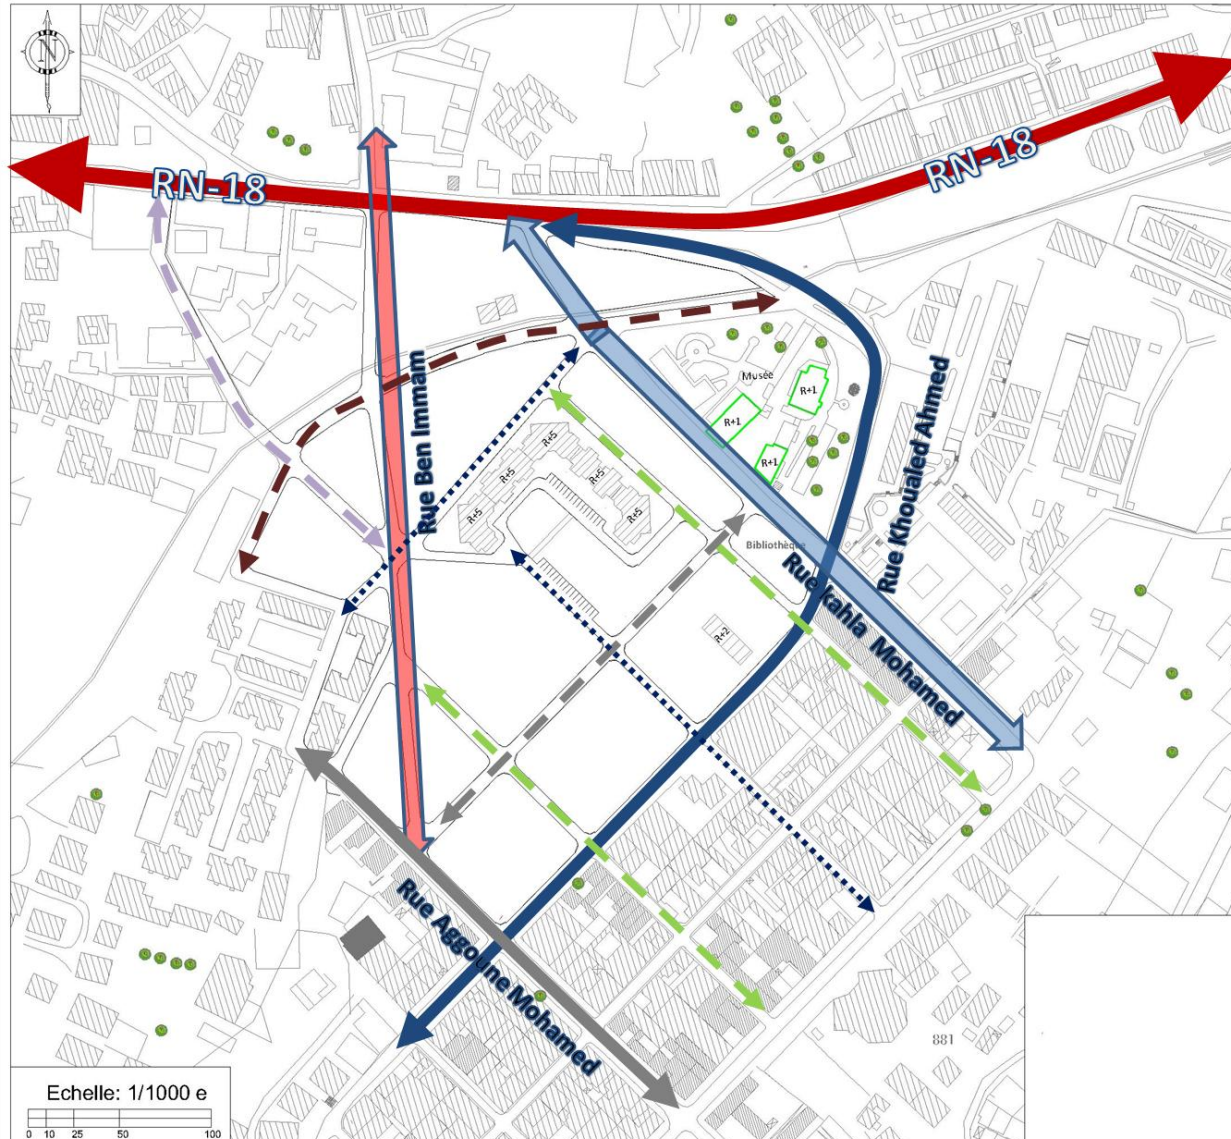 N
RN-18
RN-18
Rue Ben Immam
Musée
R+1
R+1
R+1
Rue Khoualed Ahmed
R+5
R+5
R+5
R+5
R+5
Bibliothèque
Rue kahla Mohamed
R+2
Rue Aggoune Mohamed
881
Echelle: 1/1000 e
0 10 25 50 100